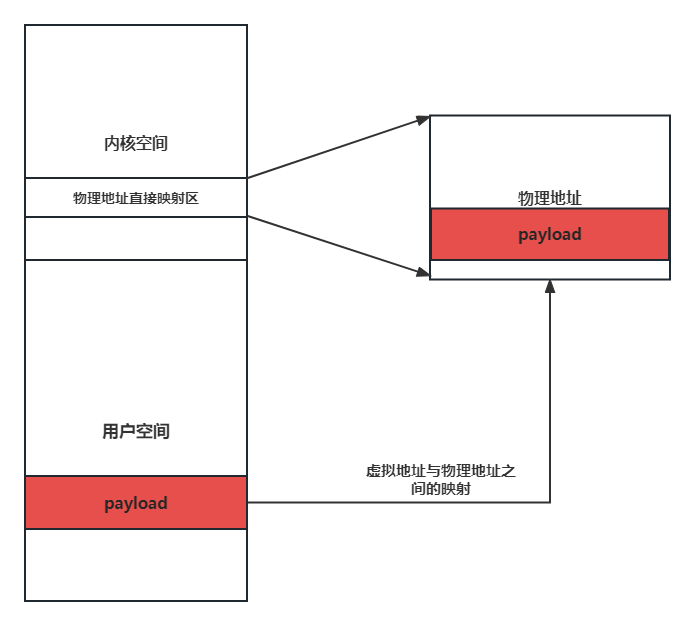 内核空间
物理地址直接映射区
物理地址
payload
用户空间
虚拟地址与物理地址之
间的映射
payload